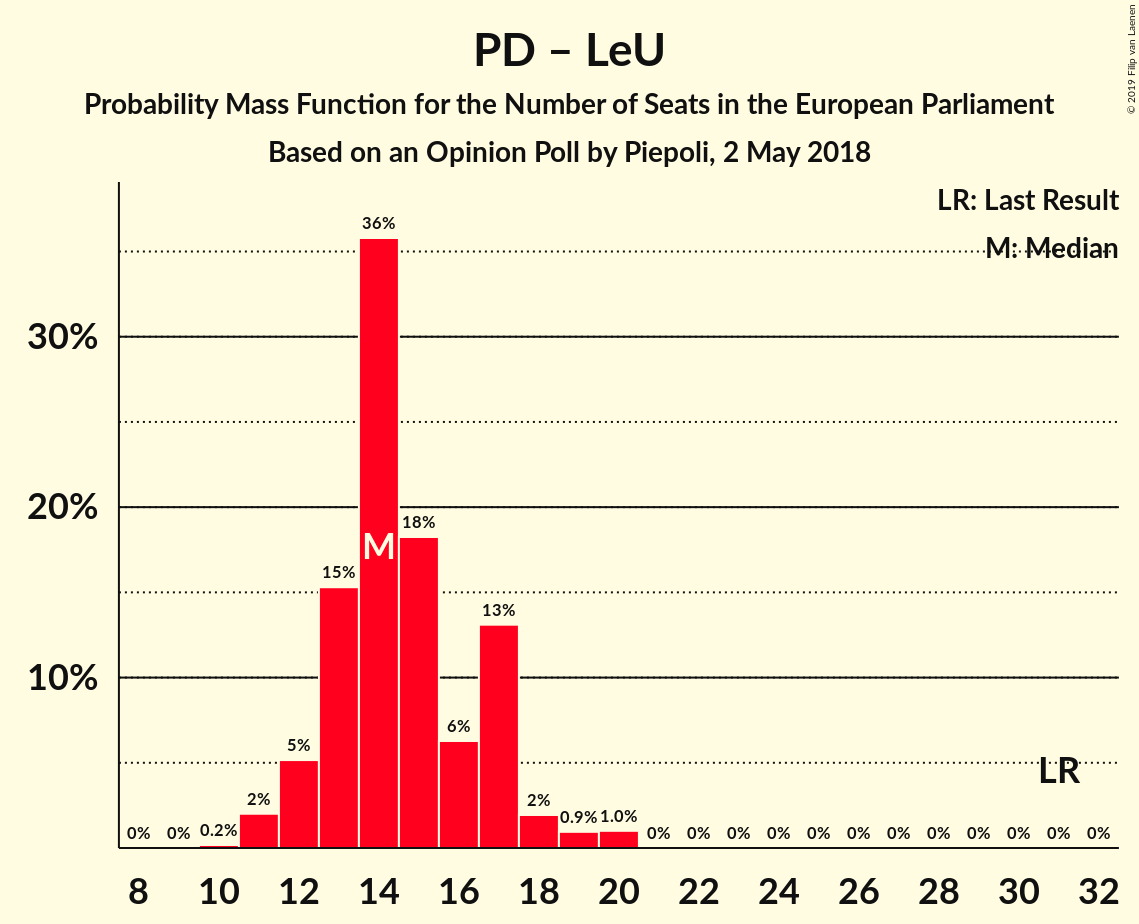 PD – LeU
Probability Mass Function for the Number of Seats in the European Parliament
Based on an Opinion Poll by Piepoli, 2 May 2018
© 2019 Filip van Laenen
LR: Last Result
M: Median
30%
20%
10%
0% 0% 0.2% 2% 5% 15% 36% 18% 6% 13% 2% 0.9% 1.0% 0% 0% 0% 0% 0% 0% 0% 0% 0% 0% 0% 0%
M
LR
8 10 12 14 16 18 20 22 24 26 28 30 32